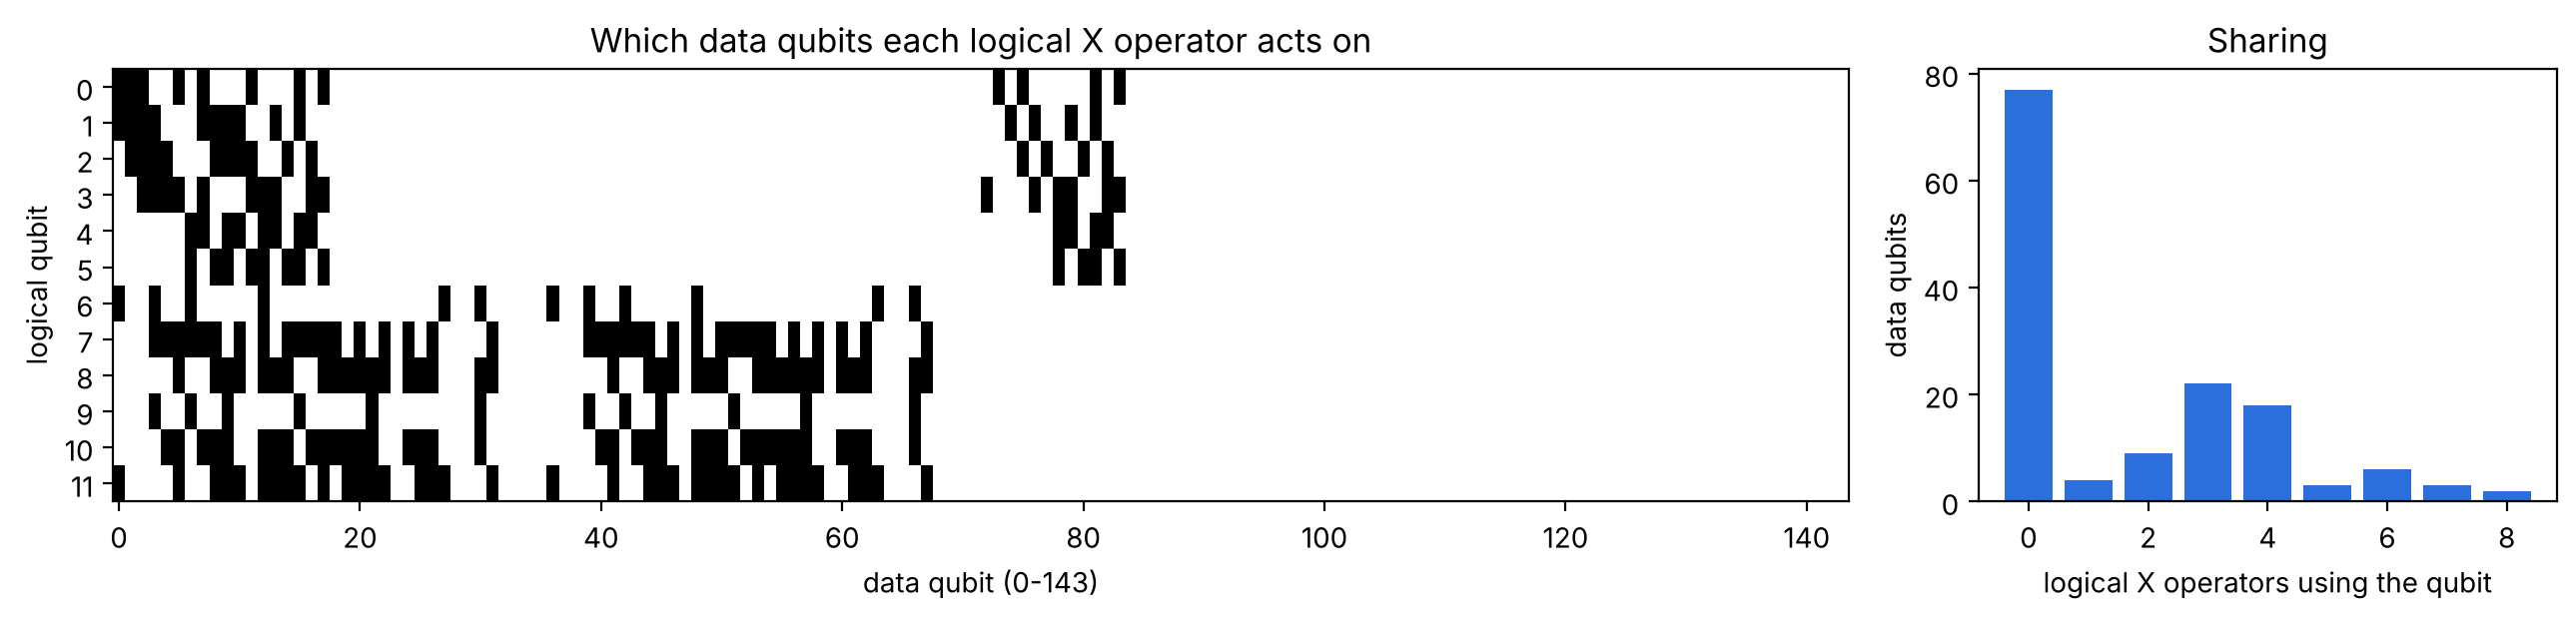 Which data qubits each logical X operator acts on
logical qubit
0
1
2
3
4
5
6
7
8
9
10
11
0 20 40 60 80 100 120 140
data qubit (0-143)
Sharing
data qubits
80
60
40
20
0
0 2 4 6 8
logical X operators using the qubit